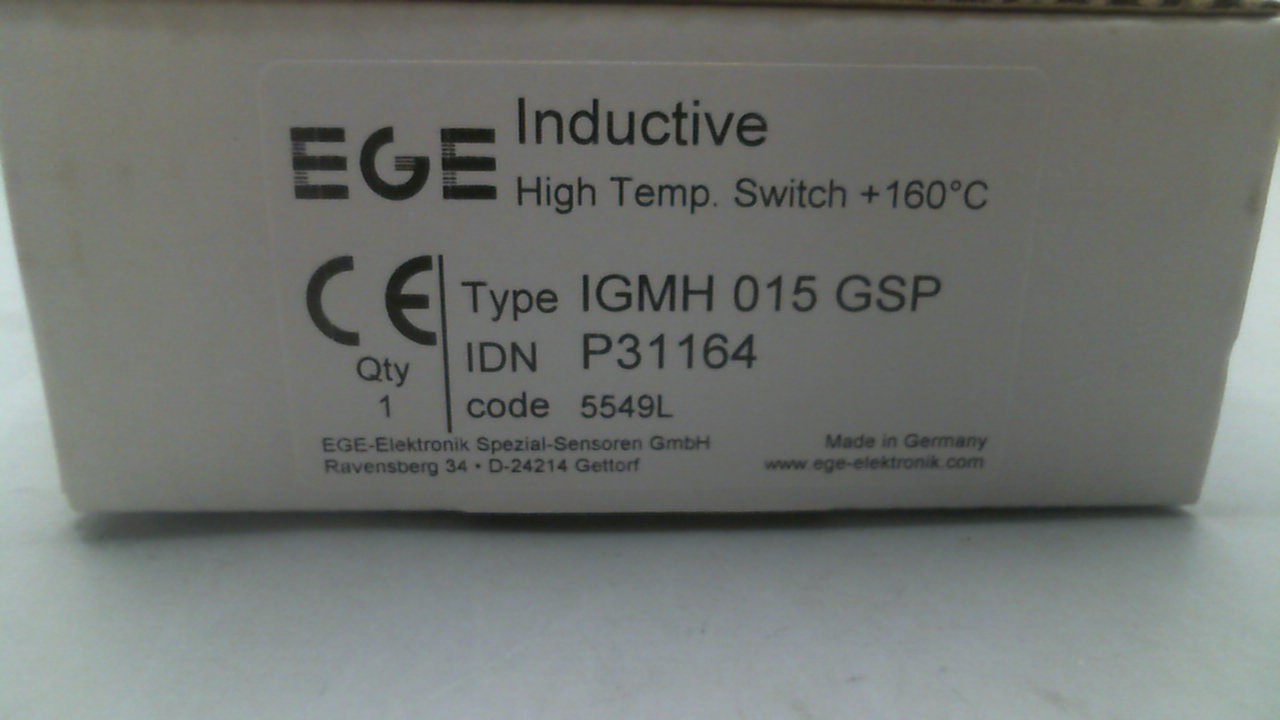 EGE Inductive
High Temp. Switch +160°C
CE
Type IGMH 015 GSP
IDN P31164
Qty
1
code 5549L
EGE-Elektronik Spezial-Sensoren GmbH
Ravensberg 34 • D-24214 Gettorf
Made in Germany
www.ege-elektronik.com